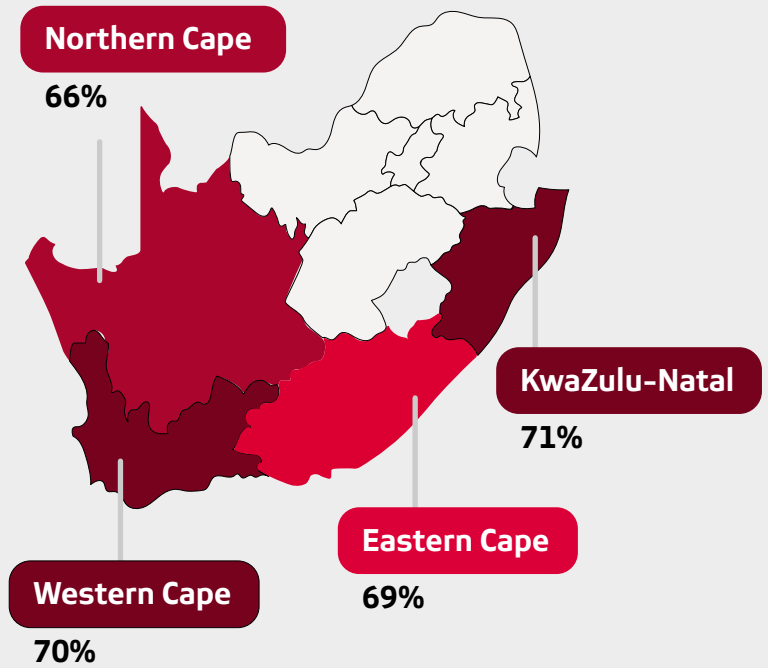 Northern Cape
66%
KwaZulu-Natal
71%
Eastern Cape
69%
Western Cape
70%